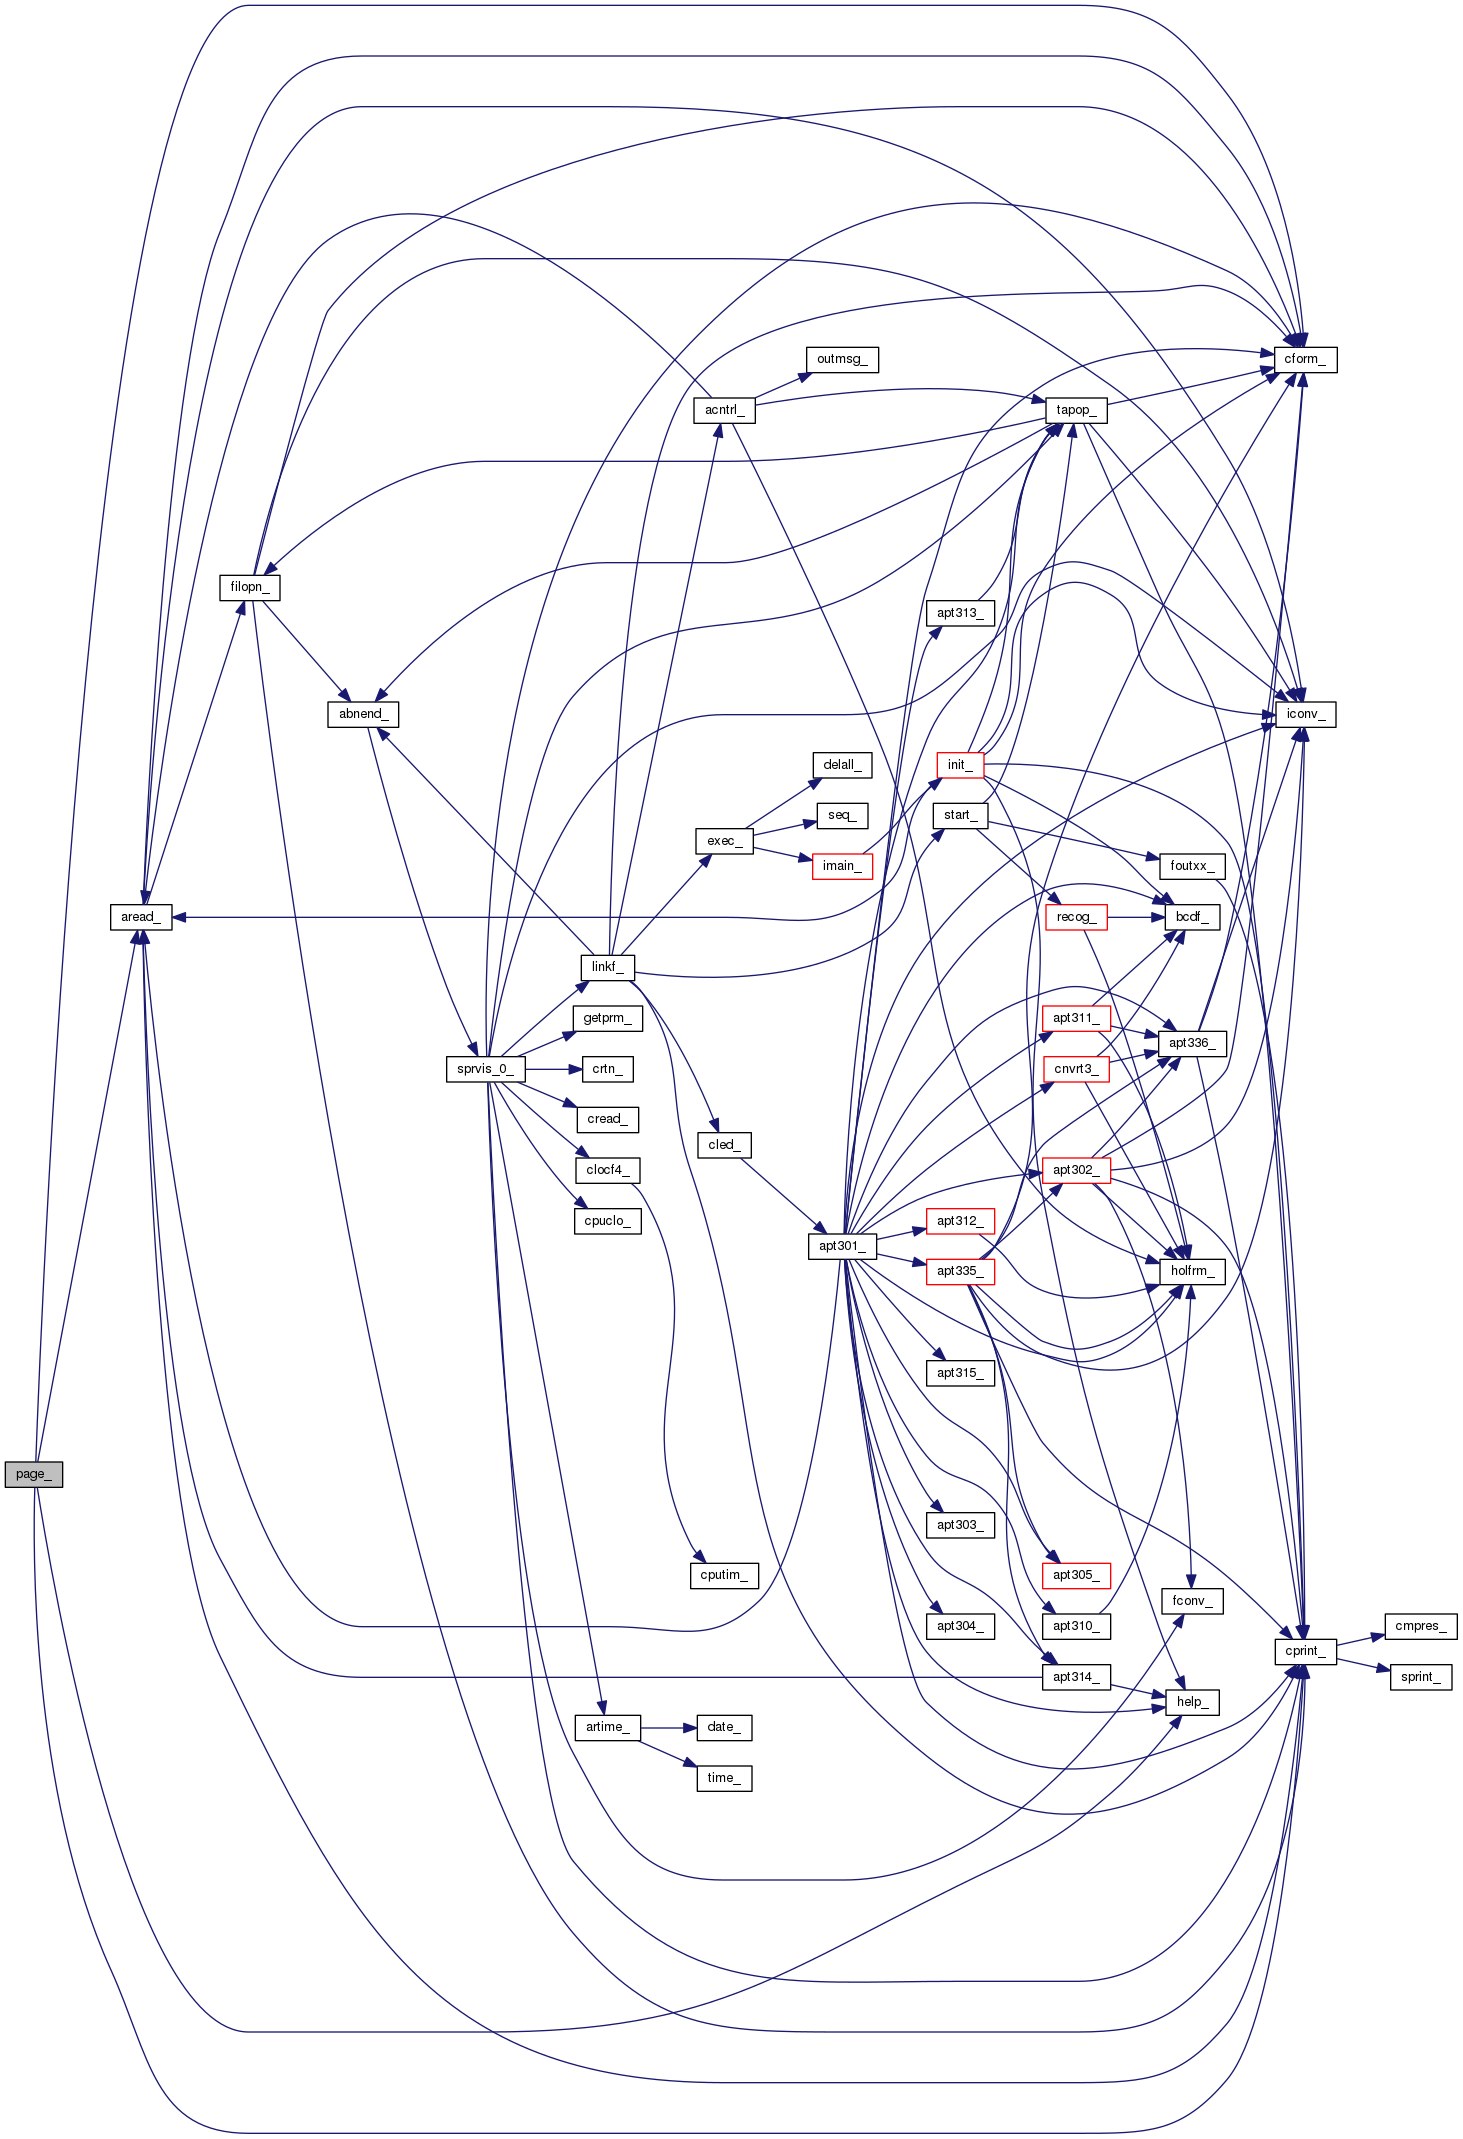 cform_
outmsg_
acntrl_
tapop_
filopn_
apt313_
abnend_
iconv_
delall_
init_
seq_
start_
exec_
imain_
foutxx_
aread_
recog_
bcdf_
linkf_
getprm_
apt311_
apt336_
sprvis_0_
crtn_
cnvrt3_
cread_
cled_
clocf4_
apt302_
cpuclo_
apt312_
apt301_
apt335_
holfrm_
apt315_
page_
apt303_
cputim_
apt305_
fconv_
apt304_
apt310_
cmpres_
cprint_
apt314_
sprint_
help_
artime_
date_
time_